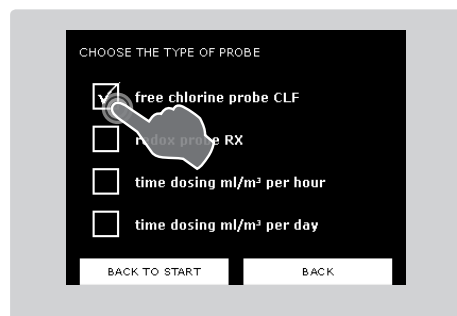 CHOOSE THE TYPE OF PROBE
free chlorine probe CLF
redox probe RX
time dosing ml/m³ per hour
time dosing ml/m³ per day
BACK TO START
BACK